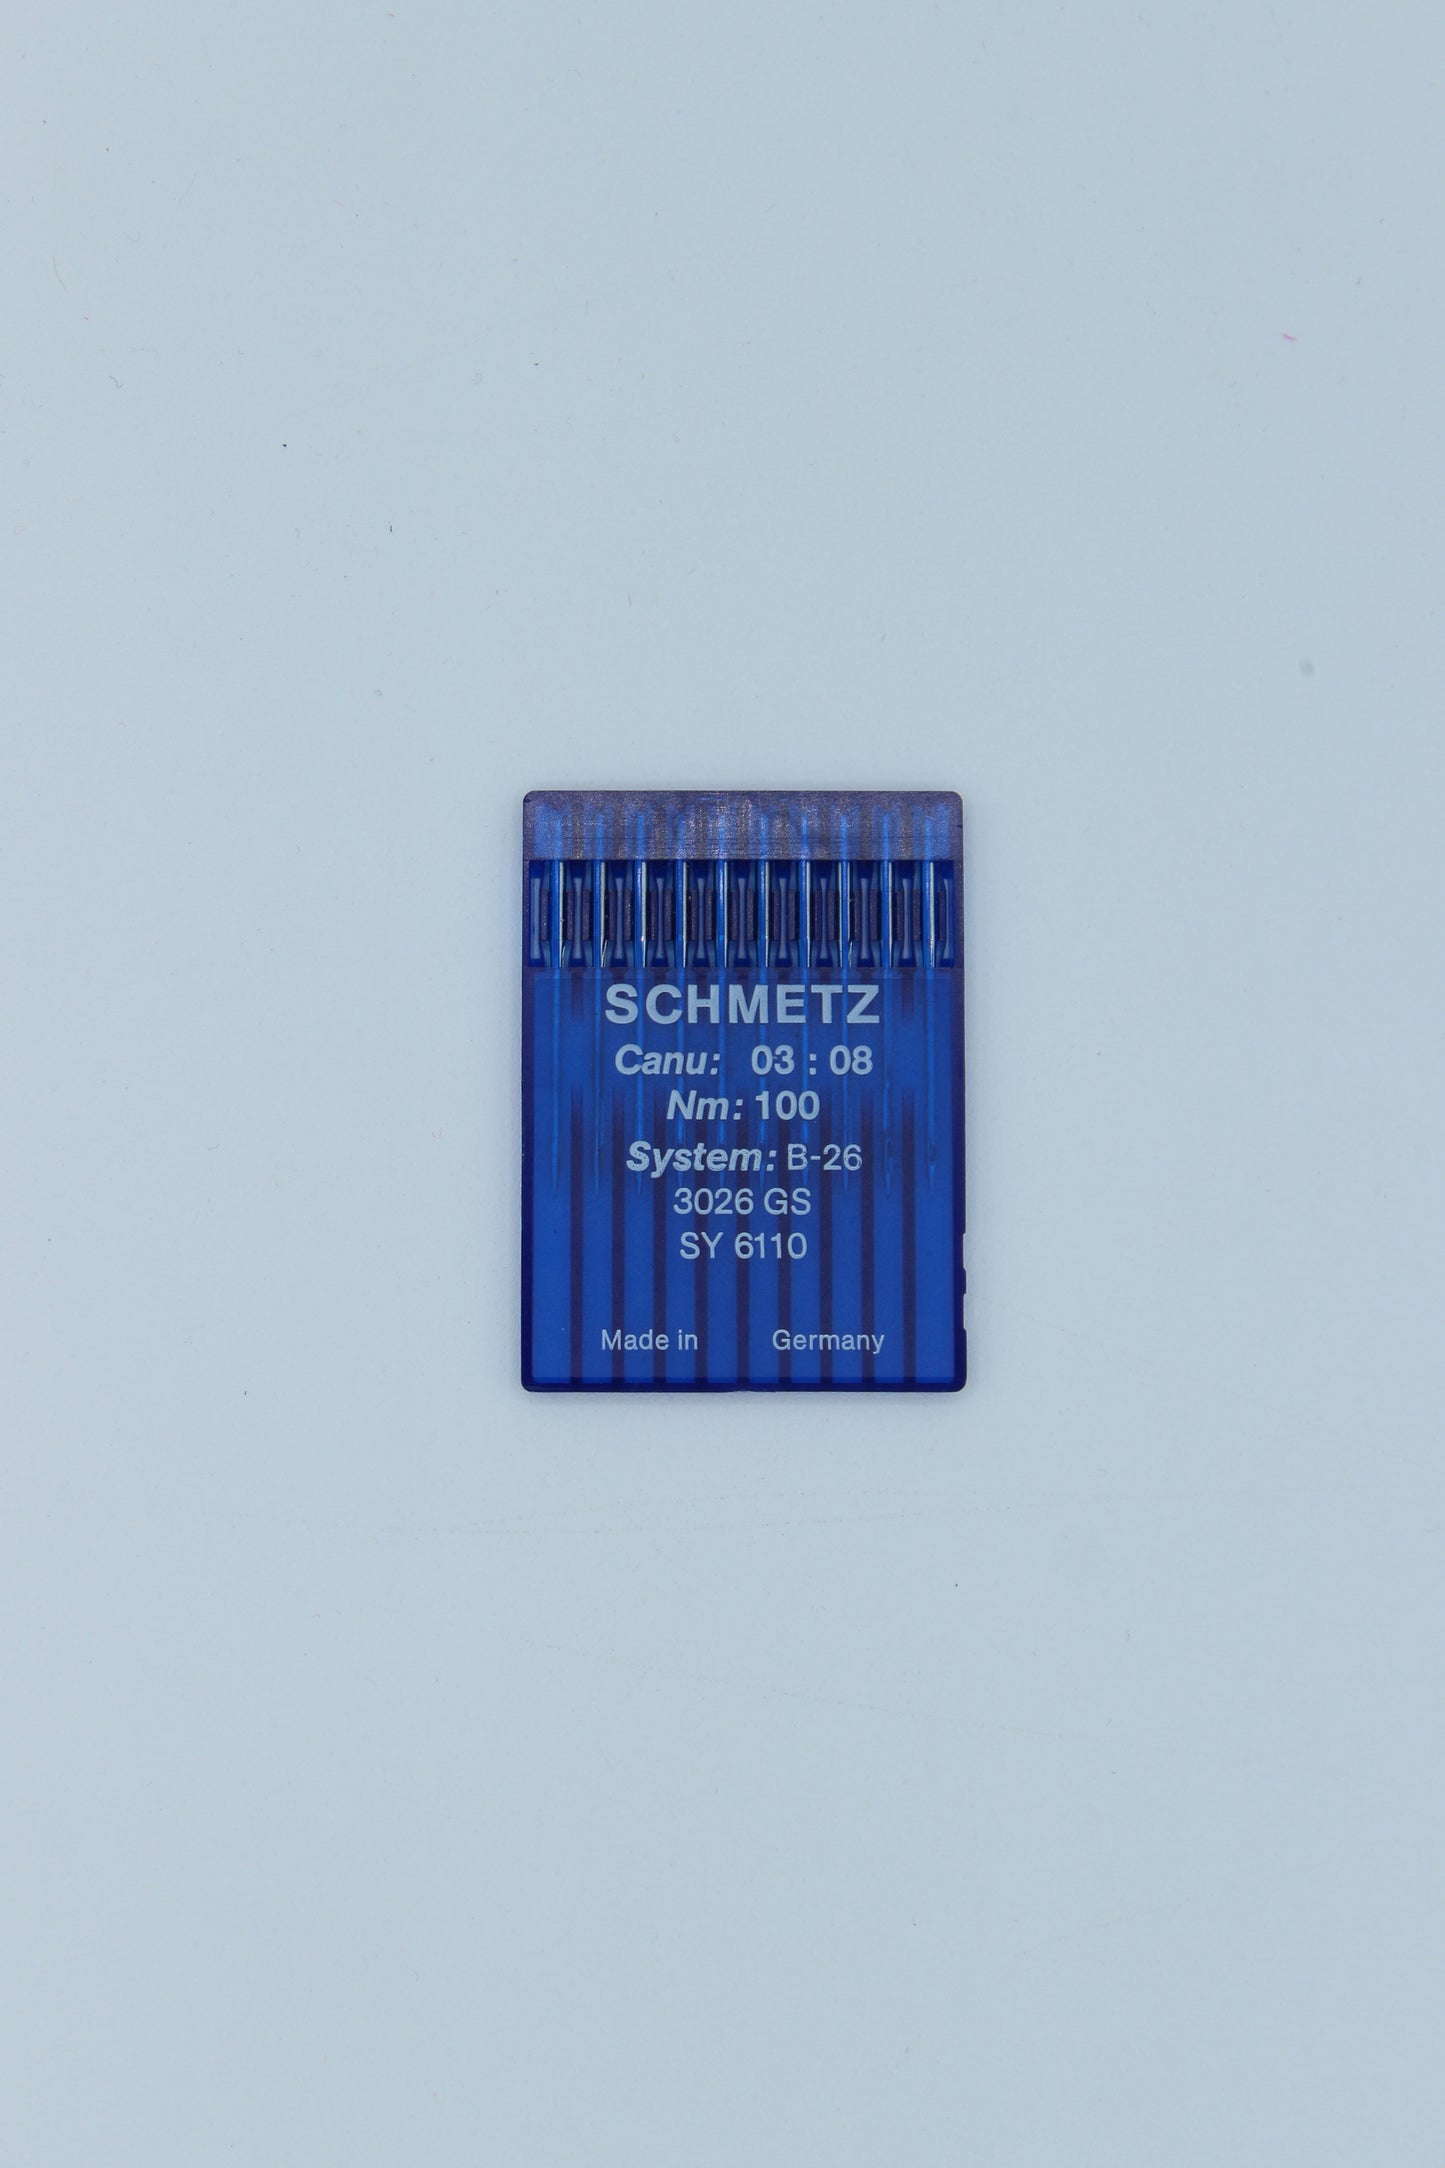 SCHMETZ
Canu: 03 : 08
Nm: 100
System: B-26
3026 GS
SY 6110
Made in Germany